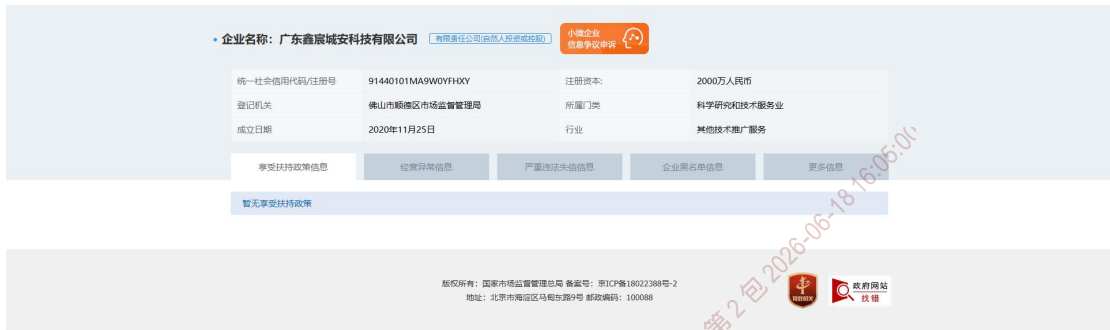 企业名称：广东鑫宸城安科技有限公司 有限责任公司(自然人投资或控股) 小微企业
信息争议申诉
统一社会信用代码/注册号 91440101MA9W0YFHXY 注册资本: 2000万人民币
登记机关 佛山市顺德区市场监督管理局 所属门类 科学研究和技术服务业
成立日期 2020年11月25日 行业 其他技术推广服务
享受扶持政策信息 经营异常信息 严重违法失信信息 企业黑名单信息 更多信息
暂无享受扶持政策
版权所有：国家市场监督管理总局 备案号：京ICP备18022388号-2
地址：北京市海淀区马甸东路9号 邮政编码：100088
党政机关
政府网站
找错
第 2 包 2026-06-18 16:05:00